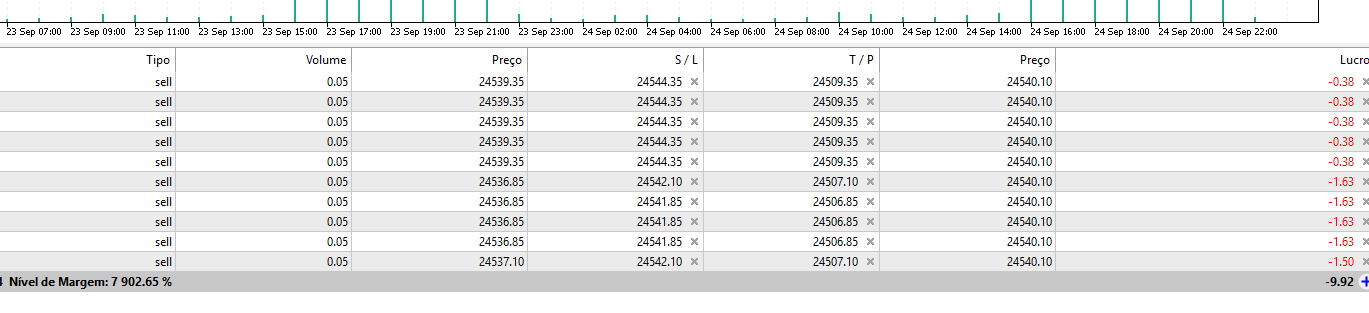 23 Sep 07:00 23 Sep 09:00 23 Sep 11:00 23 Sep 13:00 23 Sep 15:00 23 Sep 17:00 23 Sep 19:00 23 Sep 21:00 23 Sep 23:00 24 Sep 02:00 24 Sep 04:00 24 Sep 06:00 24 Sep 08:00 24 Sep 10:00 24 Sep 12:00 24 Sep 14:00 24 Sep 16:00 24 Sep 18:00 24 Sep 20:00 24 Sep 22:00
Tipo Volume Preço S / L T / P Preço Lucro
sell 0.05 24539.35 24544.35 24509.35 24540.10 -0.38
sell 0.05 24539.35 24544.35 24509.35 24540.10 -0.38
sell 0.05 24539.35 24544.35 24509.35 24540.10 -0.38
sell 0.05 24539.35 24544.35 24509.35 24540.10 -0.38
sell 0.05 24539.35 24544.35 24509.35 24540.10 -0.38
sell 0.05 24536.85 24542.10 24507.10 24540.10 -1.63
sell 0.05 24536.85 24541.85 24506.85 24540.10 -1.63
sell 0.05 24536.85 24541.85 24506.85 24540.10 -1.63
sell 0.05 24536.85 24541.85 24506.85 24540.10 -1.63
sell 0.05 24537.10 24542.10 24507.10 24540.10 -1.50
Nível de Margem: 7 902.65 % -9.92